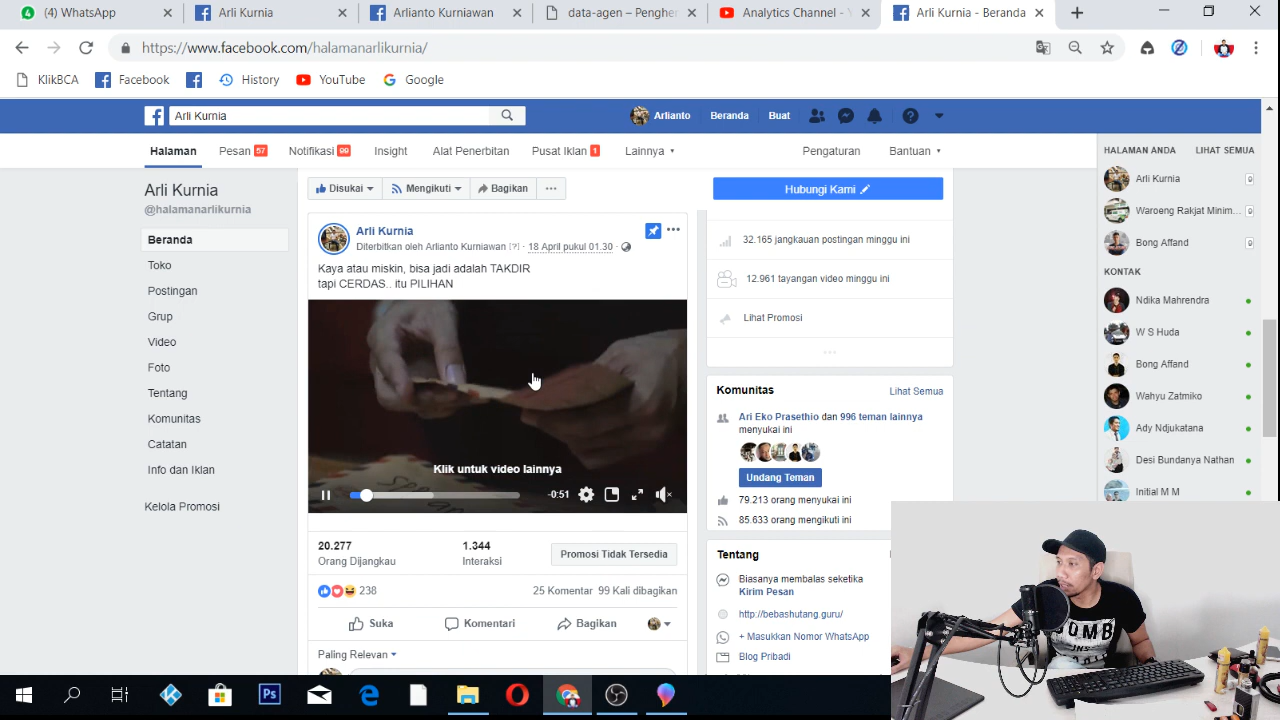 (4) WhatsApp
Arli Kurnia
Arlianto Kurniawan
data-agen – Penghe
Analytics Channel - Y
Arli Kurnia - Beranda
https://www.facebook.com/halamanarlikurnia/
KlikBCA
Facebook
History
YouTube
Google
Arli Kurnia
Arlianto
Beranda
Buat
Halaman
Pesan 57
Notifikasi 99
Insight
Alat Penerbitan
Pusat Iklan 1
Lainnya
Pengaturan
Bantuan
HALAMAN ANDA
LIHAT SEMUA
Arli Kurnia
@halamanarlikurnia
Beranda
Toko
Postingan
Grup
Video
Foto
Tentang
Komunitas
Catatan
Info dan Iklan
Kelola Promosi
Disukai
Mengikuti
Bagikan
Arli Kurnia
Diterbitkan oleh Arlianto Kurniawan [?] · 18 April pukul 01.30 ·
Kaya atau miskin, bisa jadi adalah TAKDIR
tapi CERDAS.. itu PILIHAN
Klik untuk video lainnya
-0:51
20.277
Orang Dijangkau
1.344
Interaksi
Promosi Tidak Tersedia
238
25 Komentar 99 Kali dibagikan
Suka
Komentari
Bagikan
Paling Relevan
Hubungi Kami
32.165 jangkauan postingan minggu ini
12.961 tayangan video minggu ini
Lihat Promosi
Komunitas
Lihat Semua
Ari Eko Prasethio dan 996 teman lainnya
menyukai ini
Undang Teman
79.213 orang menyukai ini
85.633 orang mengikuti ini
Tentang
Biasanya membalas seketika
Kirim Pesan
http://bebashutang.guru/
+ Masukkan Nomor WhatsApp
Blog Pribadi
Arli Kurnia 9
Waroeng Rakjat Minim... 9
Bong Affand 9
KONTAK
Ndika Mahrendra
W S Huda
Bong Affand
Wahyu Zatmiko
Ady Ndjukatana
Desi Bundanya Nathan
Initial M M
Ps